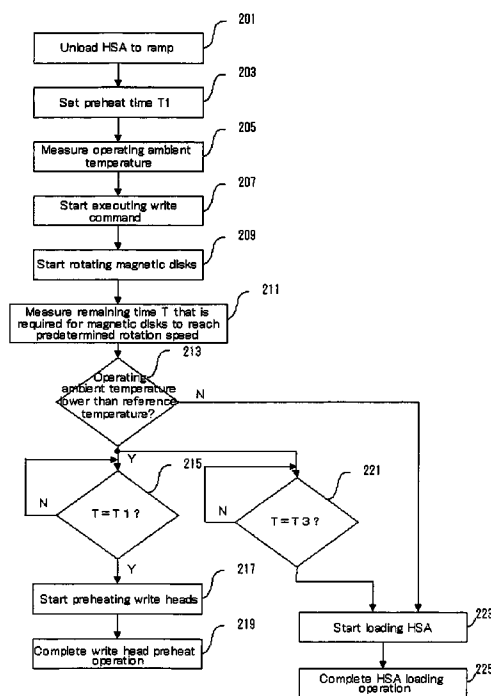 201
Unload HSA to ramp
203
Set preheat time T1
205
Measure operating ambient
temperature
207
Start executing write
command
209
Start rotating magnetic disks
211
Measure remaining time T that is
required for magnetic disks to reach
predetermined rotation speed
213
Operating
ambient temperature
lower than reference
temperature?
N
Y
215
T=T1?
N
Y
221
T=T3?
N
217
Start preheating write heads
219
Complete write head preheat
operation
223
Start loading HSA
225
Complete HSA loading
operation